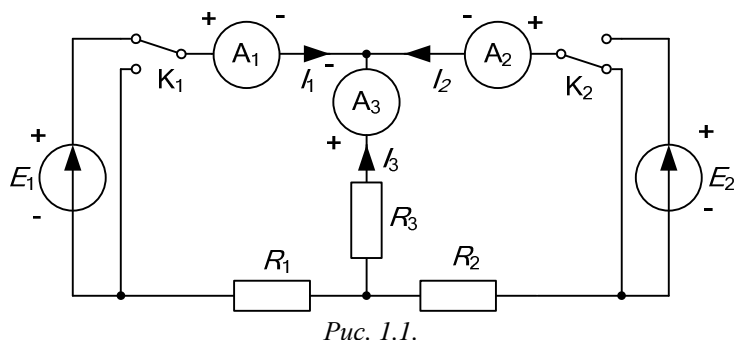 + A₁ - I₁ - I₂ - A₂ +
K₁ A₃ K₂
+ E₁ - + I₃ + E₂ -
R₃
R₁ R₂
Рис. 1.1.